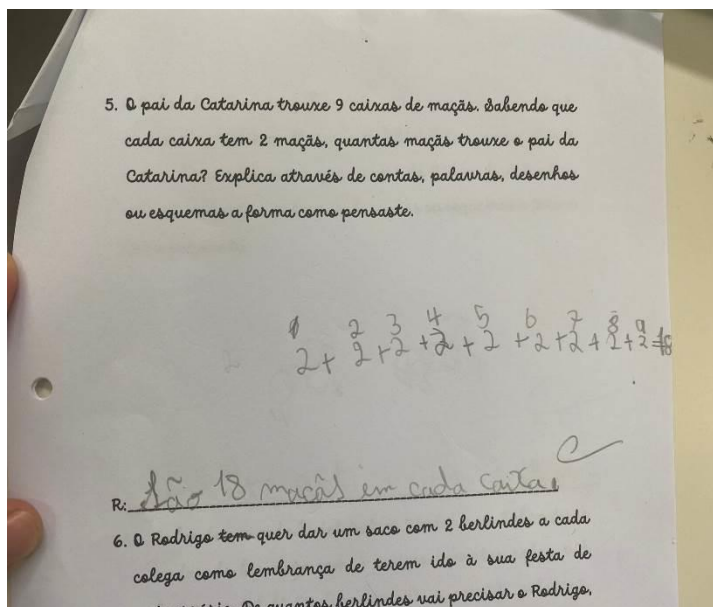 5. O pai da Catarina trouxe 9 caixas de maçãs. Sabendo que
cada caixa tem 2 maçãs, quantas maçãs trouxe o pai da
Catarina? Explica através de contas, palavras, desenhos
ou esquemas a forma como pensaste.
1 2 3 4 5 6 7 8 9
2+ 2+2 +2 + 2 +2+2+2+2=18
R: São 18 maçãs em cada caixa.
6. O Rodrigo tem quer dar um saco com 2 berlindes a cada
colega como lembrança de terem ido à sua festa de
De quantos berlindes vai precisar o Rodrigo,